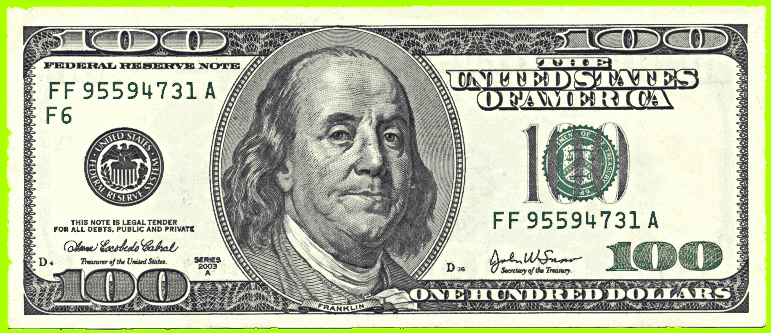 100
100
FEDERAL RESERVE NOTE
THE
UNITED STATES
OF AMERICA
FF 95594731 A
F6
UNITED STATES
FEDERAL RESERVE SYSTEM
100
THIS NOTE IS LEGAL TENDER
FOR ALL DEBTS, PUBLIC AND PRIVATE
FF 95594731 A
Anna Escobedo Cabral
Treasurer of the United States.
SERIES
2003
A
D 4
D 36
John W Snow
Secretary of the Treasury.
100
100
FRANKLIN
ONE HUNDRED DOLLARS